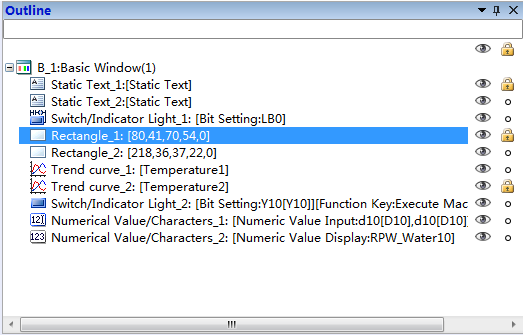 Outline
B_1:Basic Window(1)
Static Text_1:[Static Text]
Static Text_2:[Static Text]
Switch/Indicator Light_1: [Bit Setting:LB0]
Rectangle_1: [80,41,70,54,0]
Rectangle_2: [218,36,37,22,0]
Trend curve_1: [Temperature1]
Trend curve_2: [Temperature2]
Switch/Indicator Light_2: [Bit Setting:Y10[Y10]][Function Key:Execute Mac
Numerical Value/Characters_1: [Numeric Value Input:d10[D10],d10[D10]]
Numerical Value/Characters_2: [Numeric Value Display:RPW_Water10]